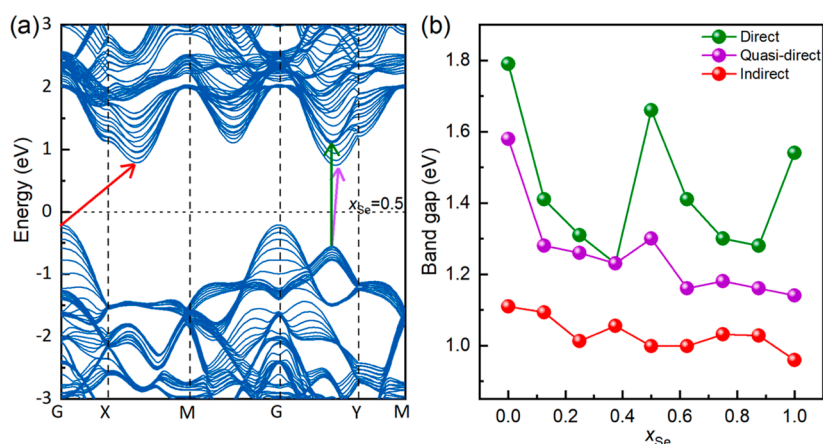 (a)
3
2
1
0
-1
-2
-3
Energy (eV)
G X M G Y M
xSe=0.5
(b)
Direct
Quasi-direct
Indirect
1.8
1.6
1.4
1.2
1.0
Band gap (eV)
0.0 0.2 0.4 0.6 0.8 1.0
xSe